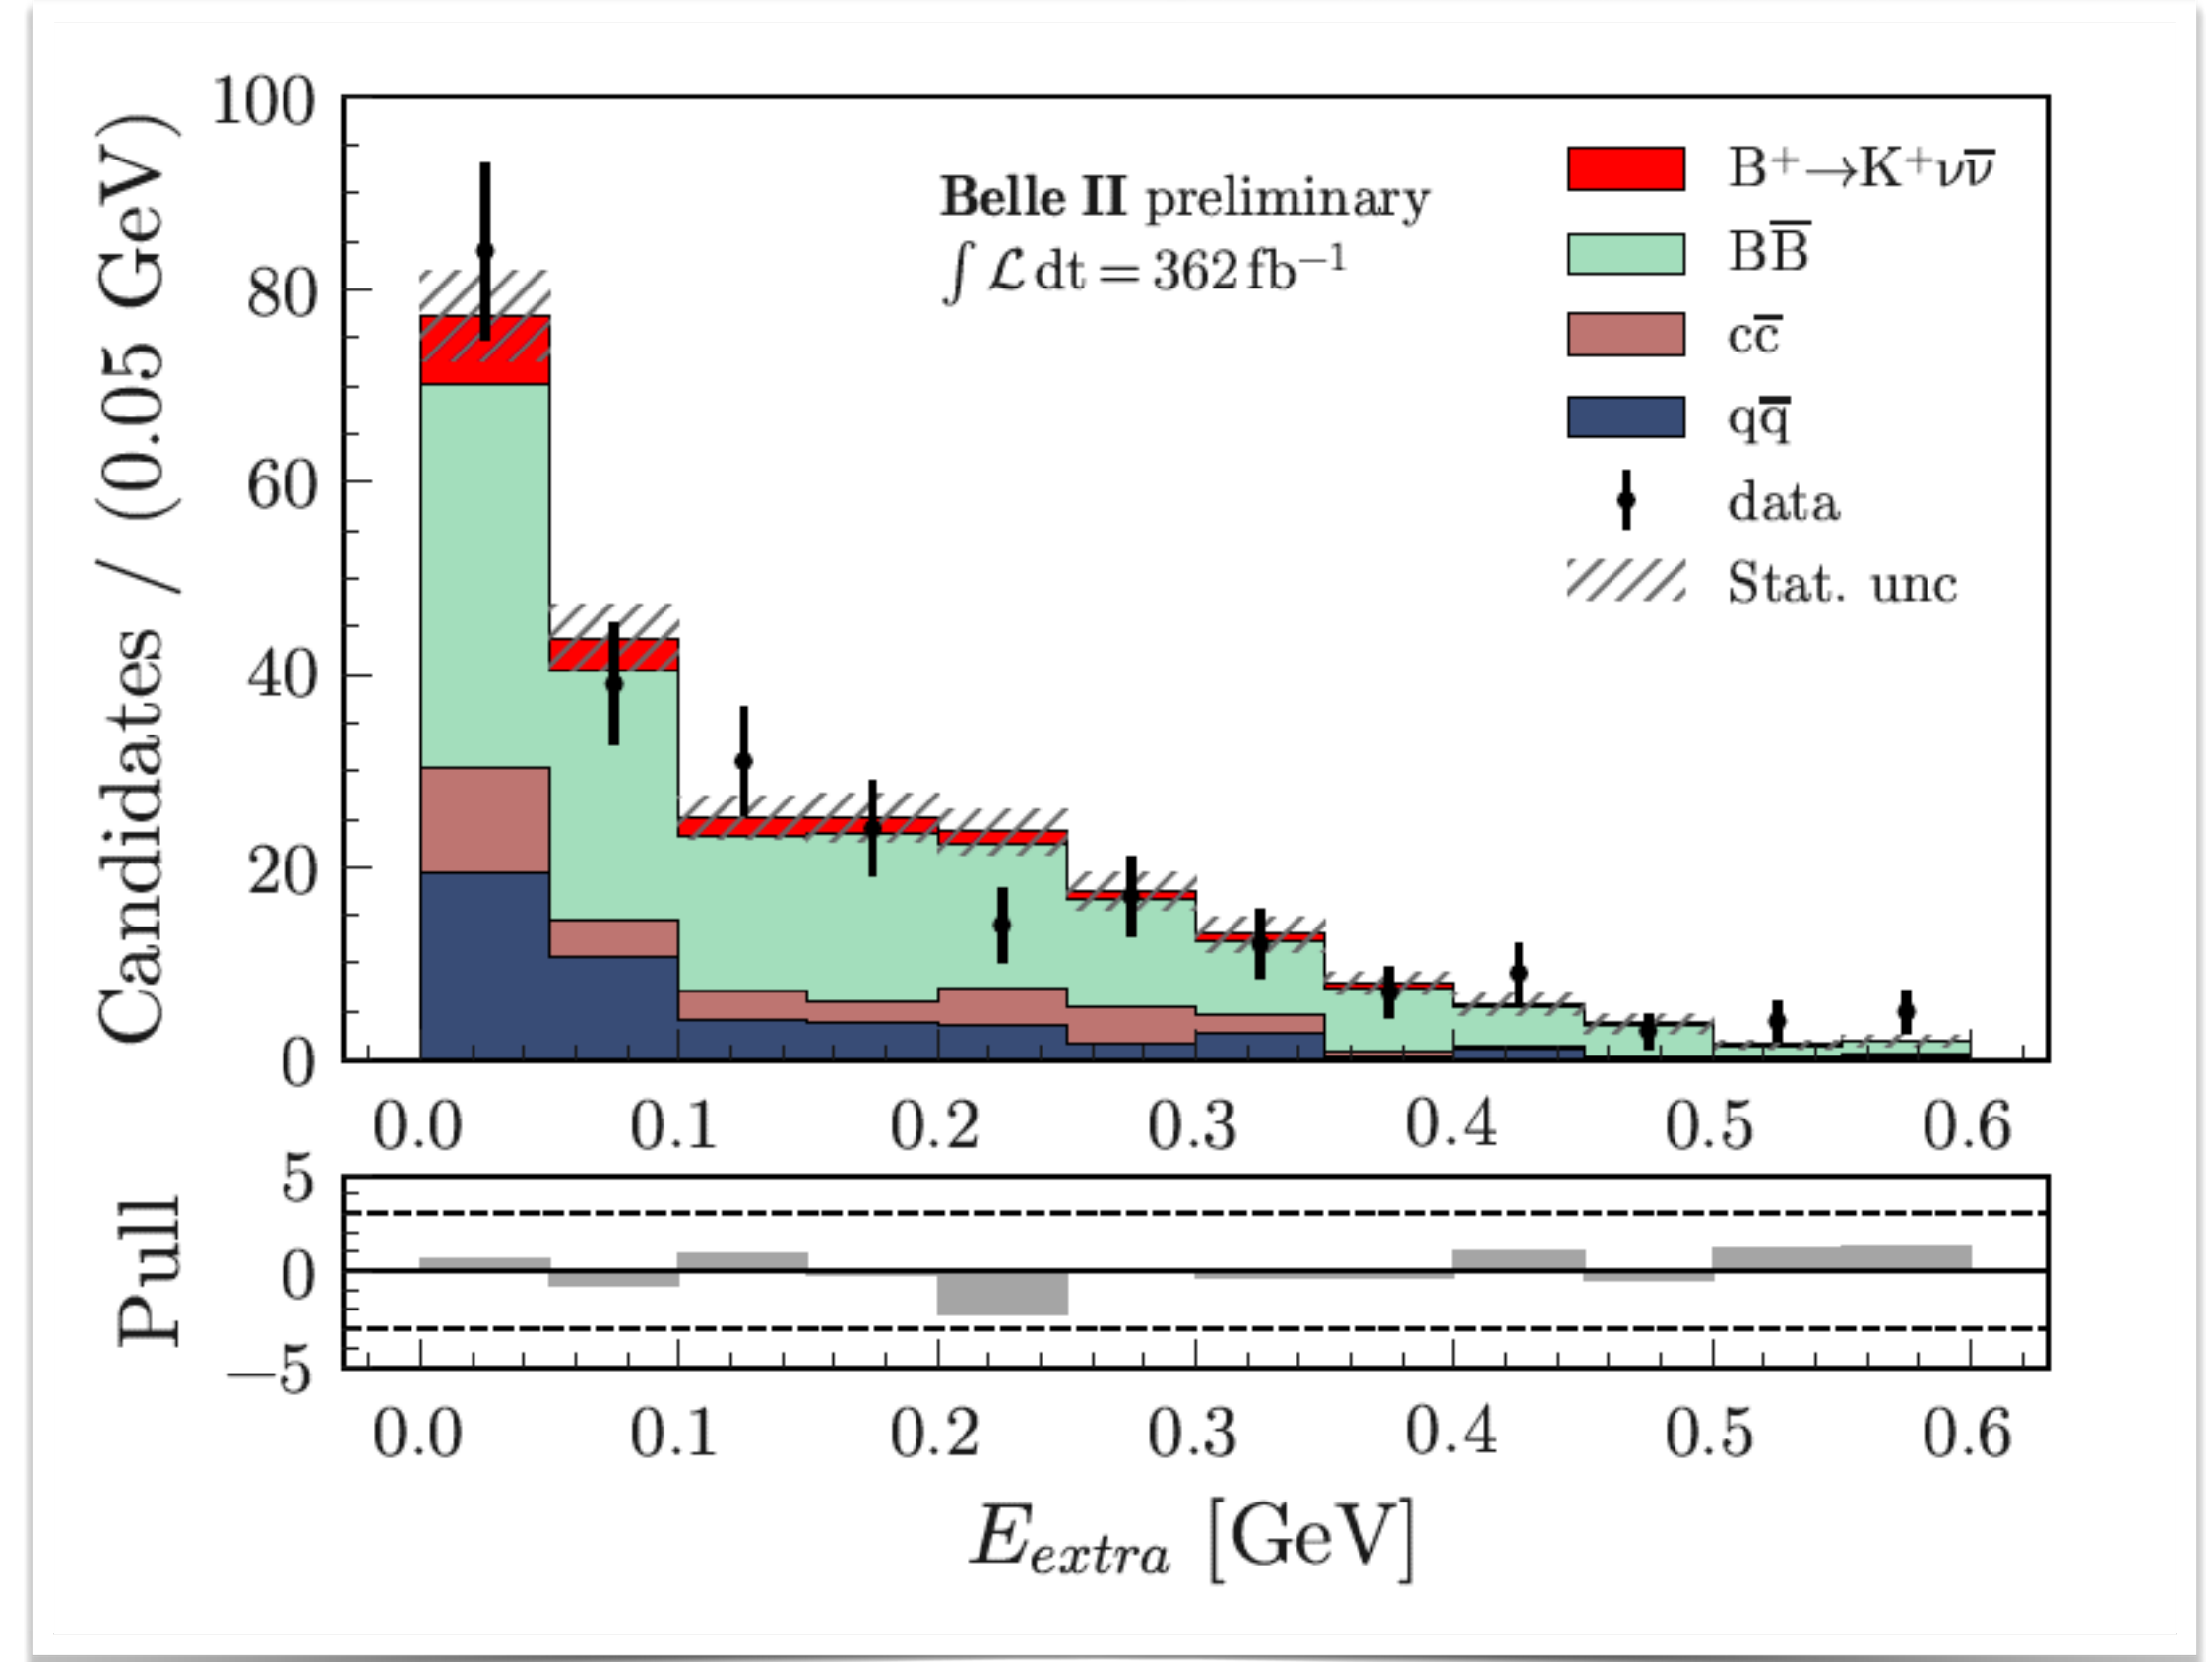 Candidates / (0.05 GeV)
100
80
60
40
20
0
Belle II preliminary
∫ ℒ dt = 362 fb⁻¹
B⁺→K⁺νν̅
BB̅
cc̅
qq̅
data
Stat. unc
0.0 0.1 0.2 0.3 0.4 0.5 0.6
Pull
5
0
−5
0.0 0.1 0.2 0.3 0.4 0.5 0.6
E_extra [GeV]